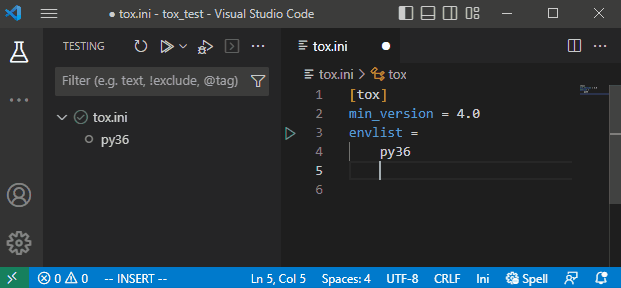 ● tox.ini - tox_test - Visual Studio Code
TESTING
tox.ini
Filter (e.g. text, !exclude, @tag)
tox.ini
py36
tox.ini > tox
1 [tox]
2 min_version = 4.0
3 envlist =
4 py36
5
6
0 0
-- INSERT --
Ln 5, Col 5
Spaces: 4
UTF-8
CRLF
Ini
Spell